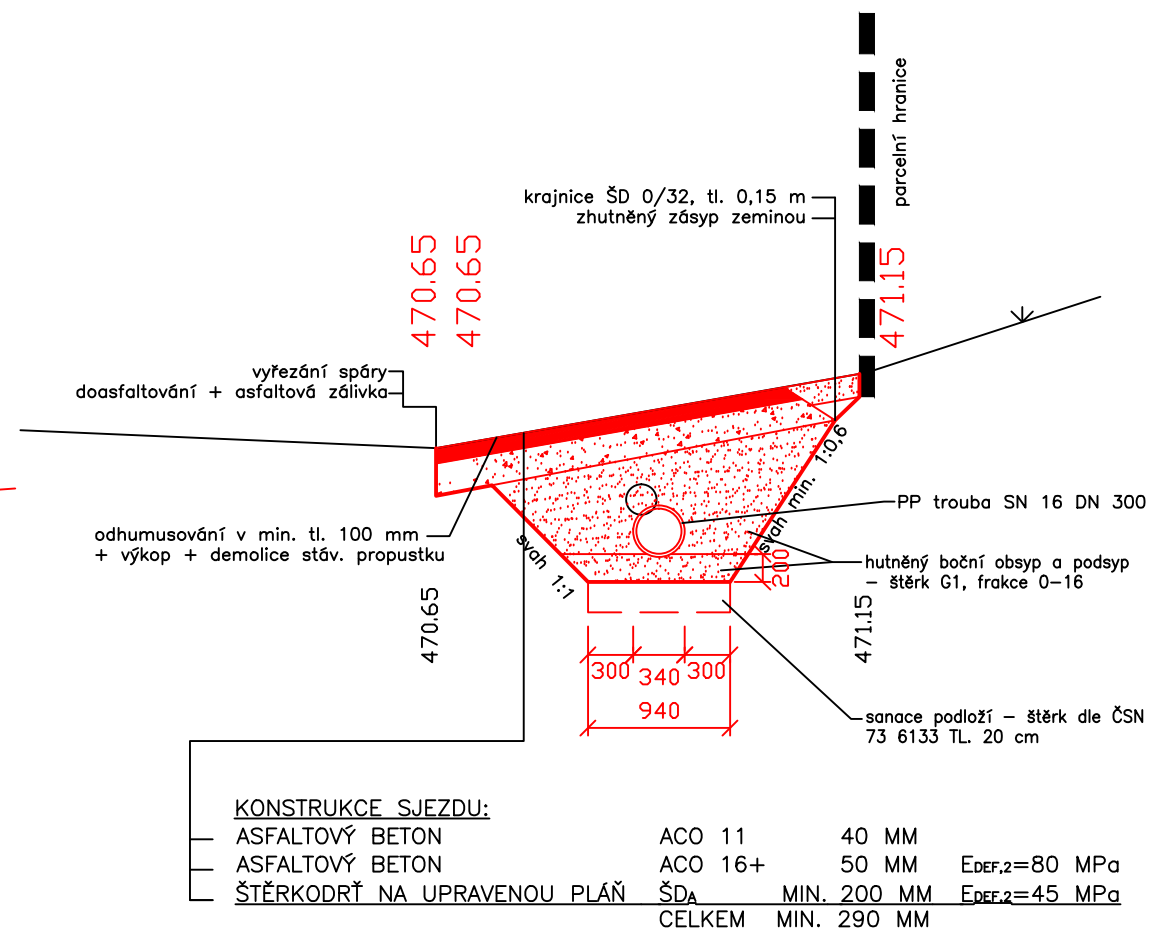 parcelní hranice
krajnice ŠD 0/32, tl. 0,15 m
zhutněný zásyp zeminou
470.65
470.65
471.15
vyřezání spáry
doasfaltování + asfaltová zálivka
svah min. 1:0,6
PP trouba SN 16 DN 300
odhumusování v min. tl. 100 mm
+ výkop + demolice stáv. propustku
svah 1:1
200
hutněný boční obsyp a podsyp
– štěrk G1, frakce 0–16
470.65
471.15
300
340
300
940
sanace podloží – štěrk dle ČSN
73 6133 TL. 20 cm
KONSTRUKCE SJEZDU:
ASFALTOVÝ BETON ACO 11 40 MM
ASFALTOVÝ BETON ACO 16+ 50 MM EDEF,2=80 MPa
ŠTĚRKODRŤ NA UPRAVENOU PLÁŇ ŠDA MIN. 200 MM EDEF,2=45 MPa
CELKEM MIN. 290 MM